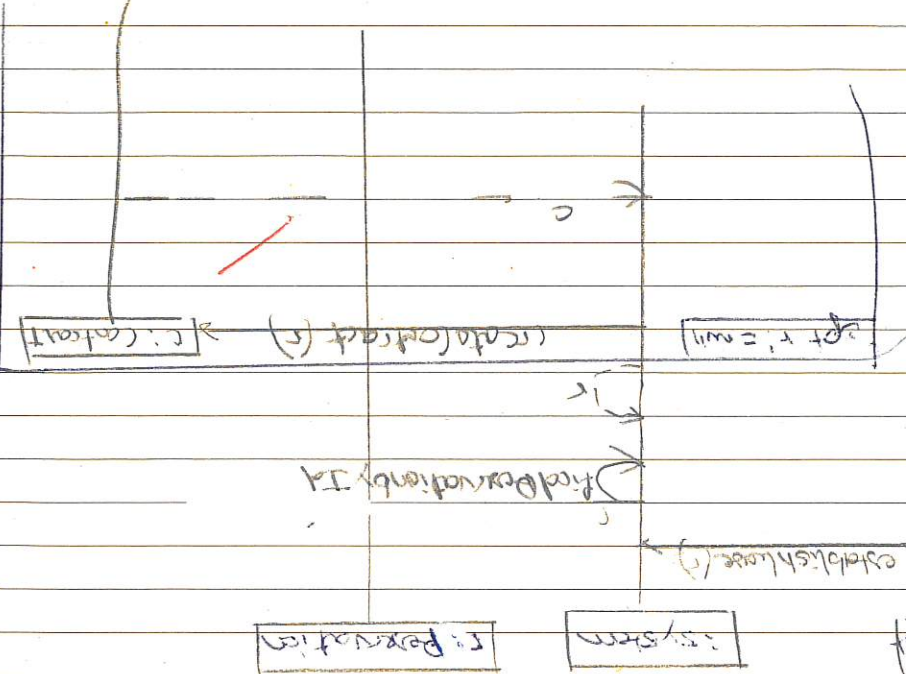 :System
r:Reservation
establishLease(r)
findReservationbyId
r
opt r != null
createContract(r)
c:Contract
c